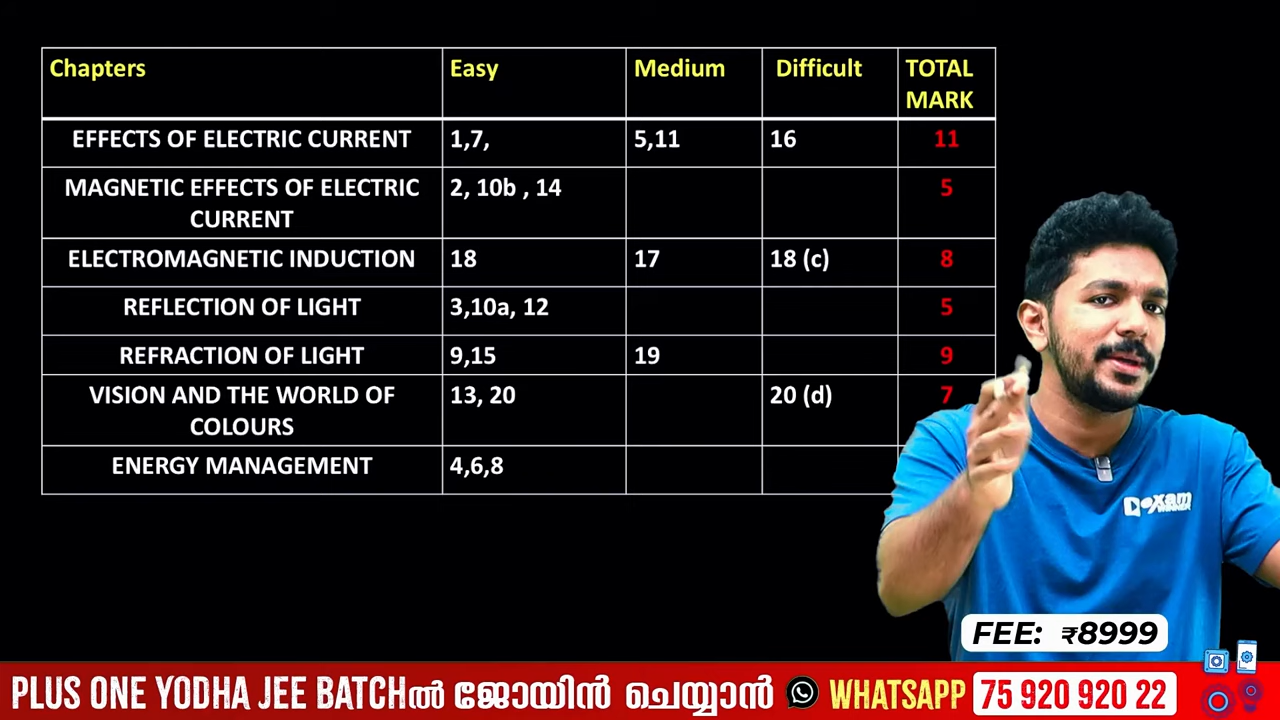 Chapters Easy Medium Difficult TOTAL MARK
EFFECTS OF ELECTRIC CURRENT 1,7, 5,11 16 11
MAGNETIC EFFECTS OF ELECTRIC CURRENT 2, 10b , 14 5
ELECTROMAGNETIC INDUCTION 18 17 18 (c) 8
REFLECTION OF LIGHT 3,10a, 12 5
REFRACTION OF LIGHT 9,15 19 9
VISION AND THE WORLD OF COLOURS 13, 20 20 (d) 7
ENERGY MANAGEMENT 4,6,8
exam
WINNER
FEE: ₹8999
PLUS ONE YODHA JEE BATCHൽ ജോയിൻ ചെയ്യാൻ WHATSAPP 75 920 920 22